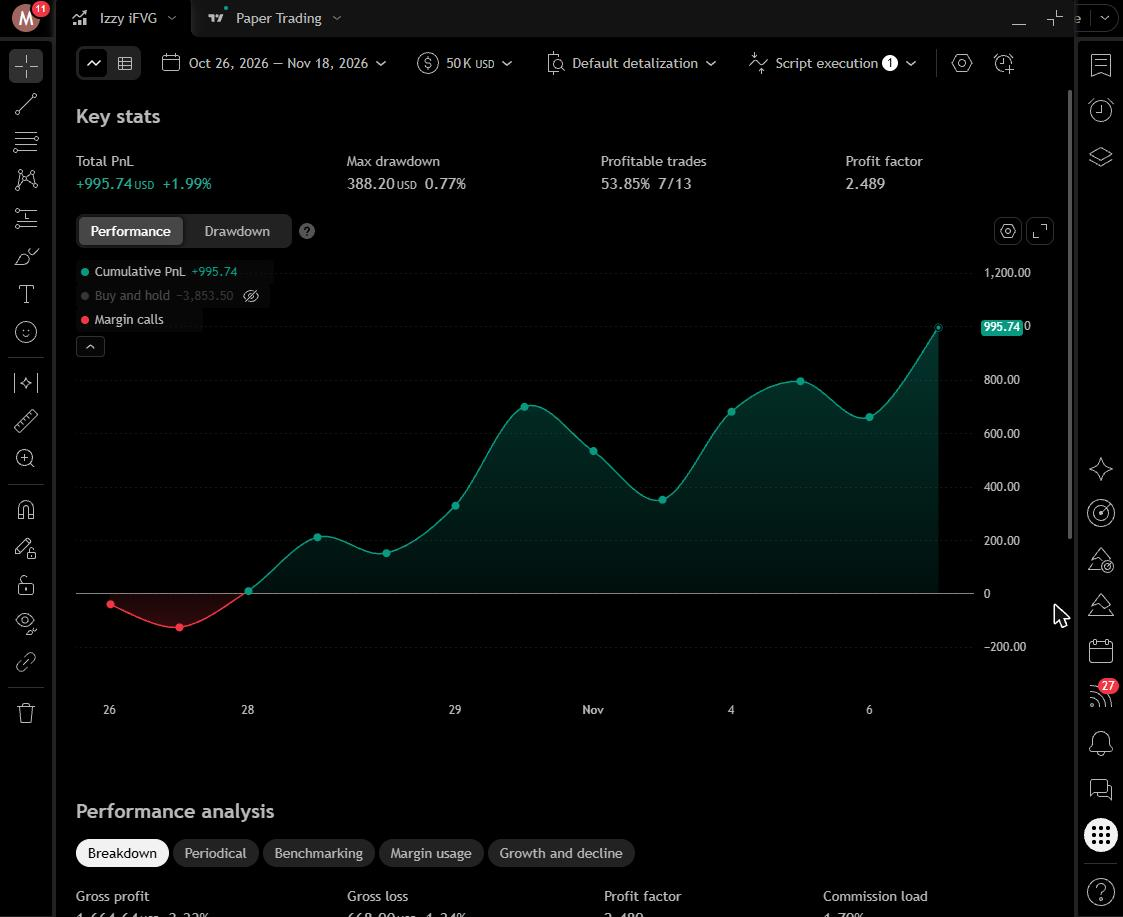 M 11 Izzy iFVG Paper Trading e
Oct 26, 2026 — Nov 18, 2026 50 K USD Default detalization Script execution 1
Key stats
Total PnL Max drawdown Profitable trades Profit factor
+995.74 USD +1.99% 388.20 USD 0.77% 53.85% 7/13 2.489
Performance Drawdown ?
Cumulative PnL +995.74
1,200.00
Buy and hold −3,853.50
Margin calls
995.74 0
800.00
600.00
400.00
200.00
0
−200.00
26 28 29 Nov 4 6
27
Performance analysis
Breakdown Periodical Benchmarking Margin usage Growth and decline
Gross profit Gross loss Profit factor Commission load